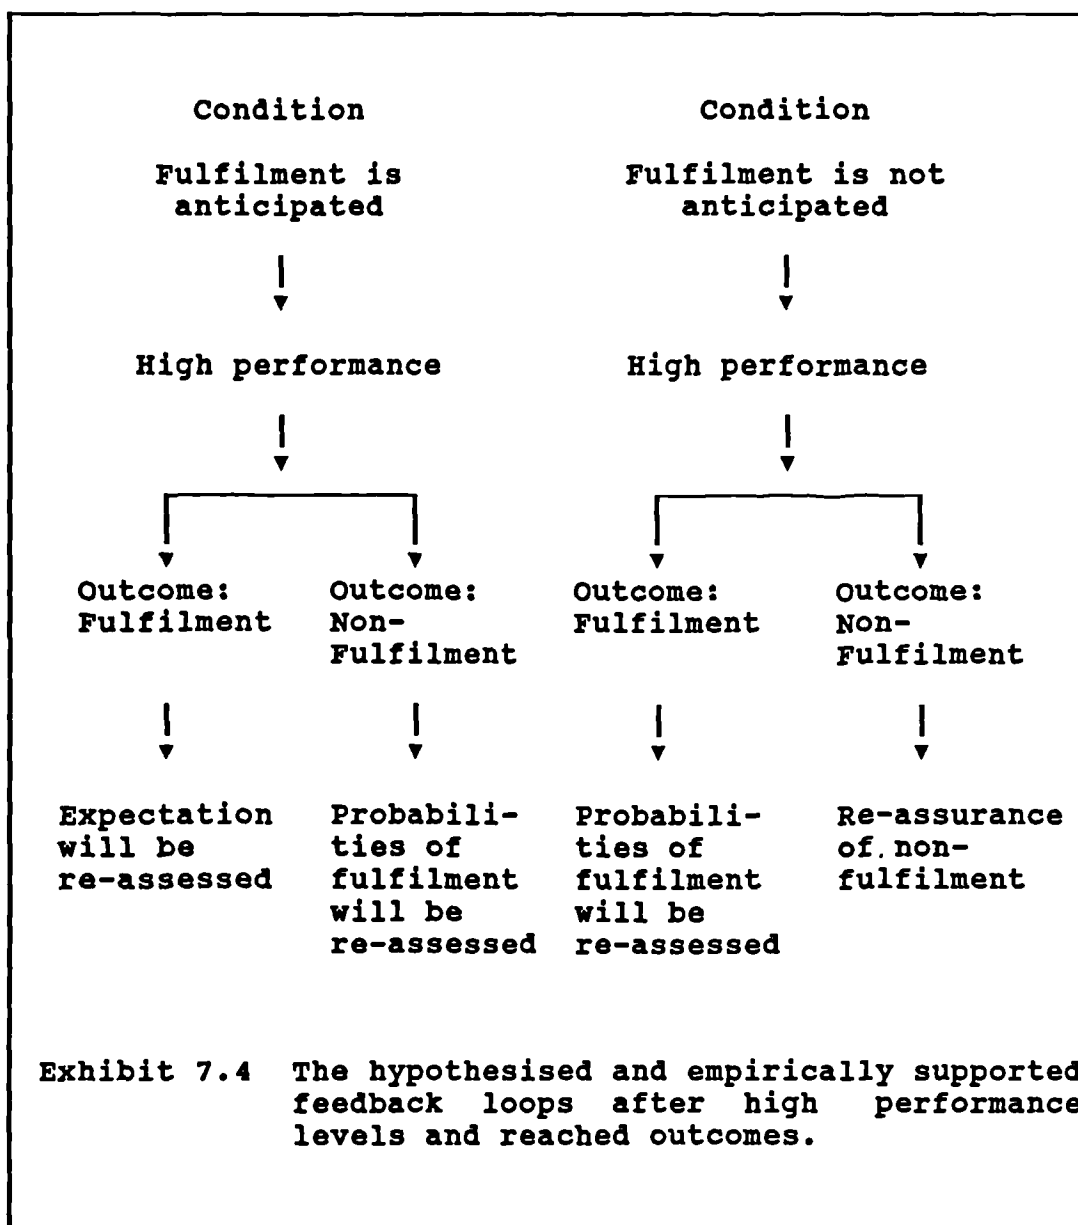 Condition
Fulfilment is
anticipated
High performance
Outcome:
Fulfilment
Outcome:
Non-
Fulfilment
Expectation
will be
re-assessed
Probabili-
ties of
fulfilment
will be
re-assessed
Condition
Fulfilment is not
anticipated
High performance
Outcome:
Fulfilment
Outcome:
Non-
Fulfilment
Probabili-
ties of
fulfilment
will be
re-assessed
Re-assurance
of non-
fulfilment
Exhibit 7.4 The hypothesised and empirically supported
feedback loops after high performance
levels and reached outcomes.